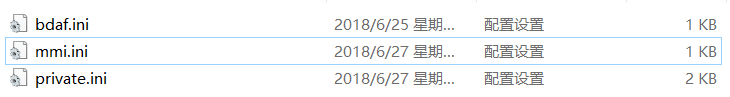 bdaf.ini 2018/6/25 星期... 配置设置 1 KB
mmi.ini 2018/6/27 星期... 配置设置 1 KB
private.ini 2018/6/27 星期... 配置设置 2 KB